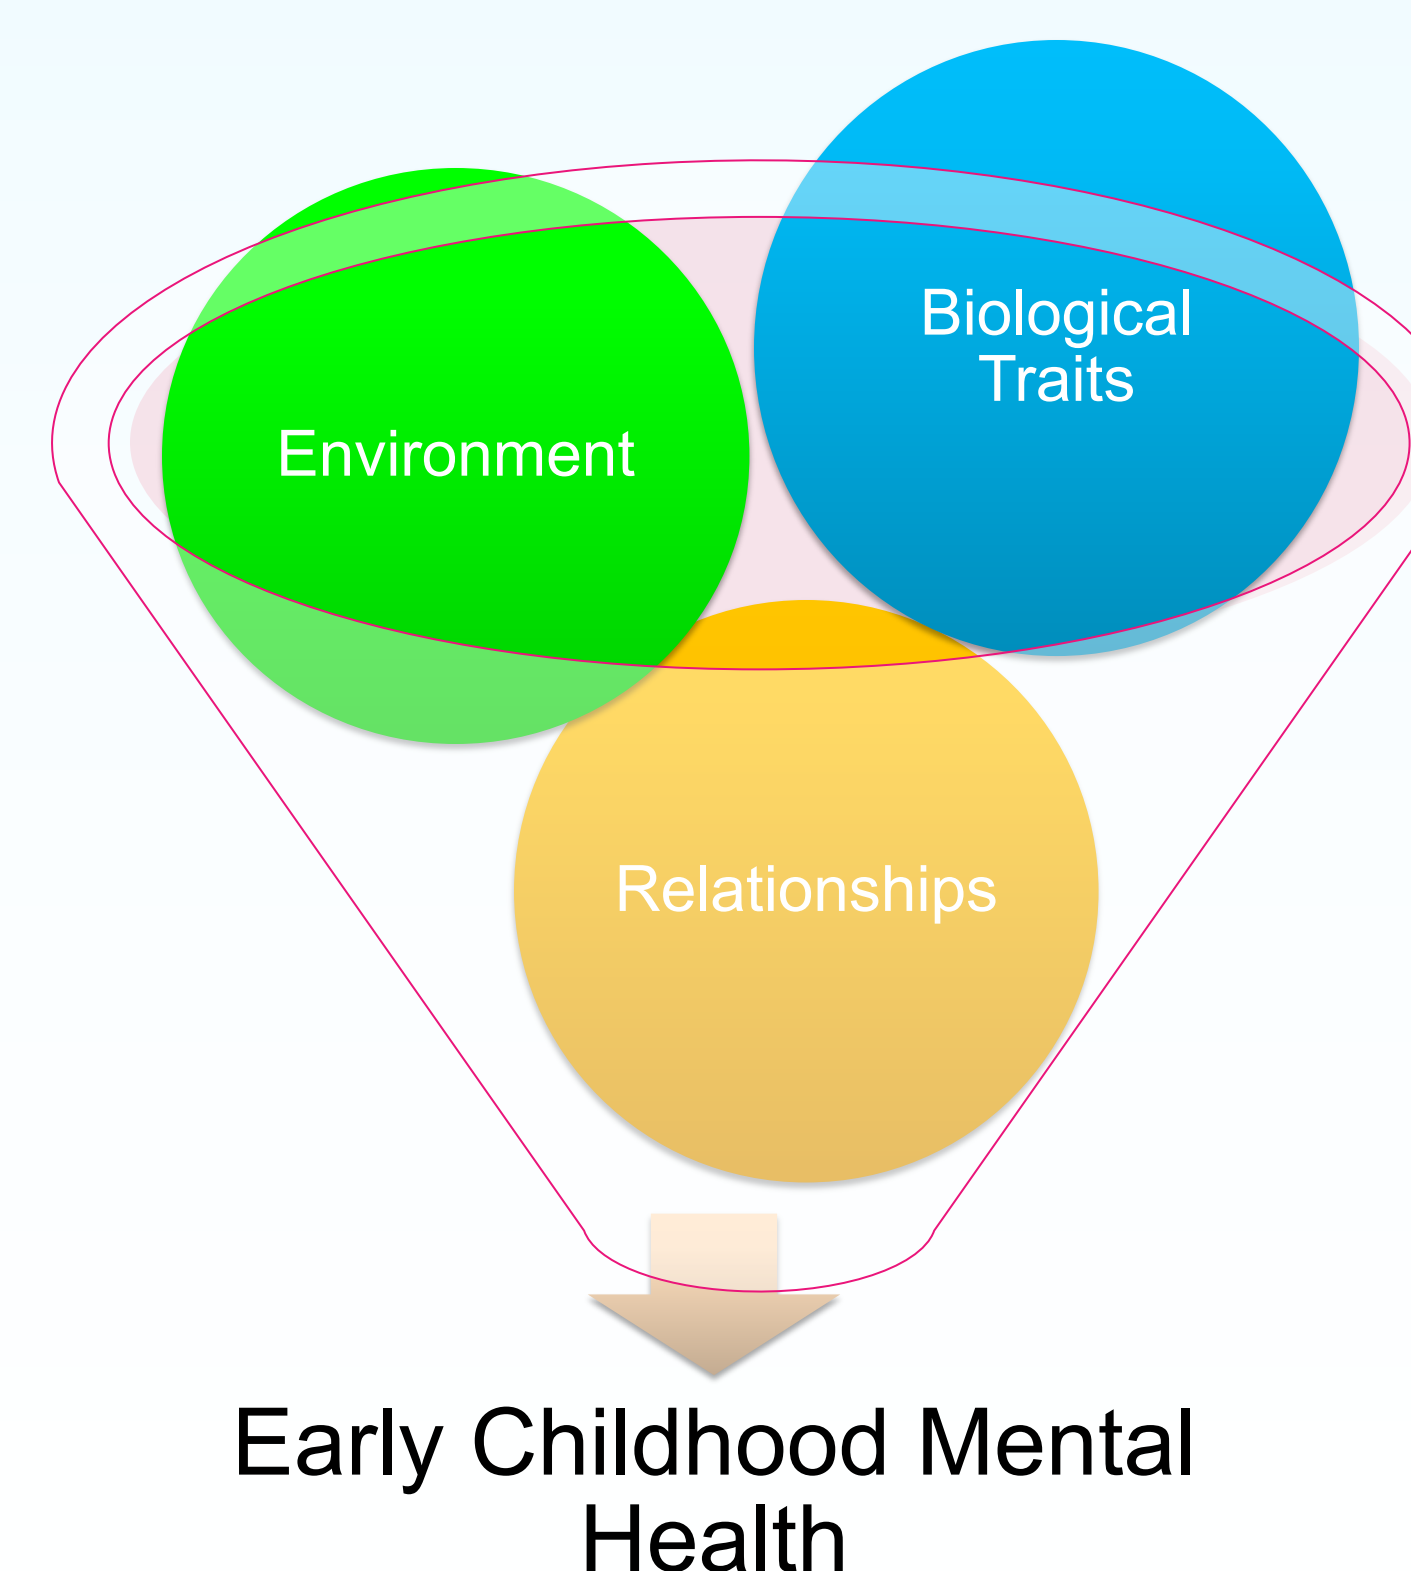 Biological
Traits
Environment
Relationships
Early Childhood Mental
Health